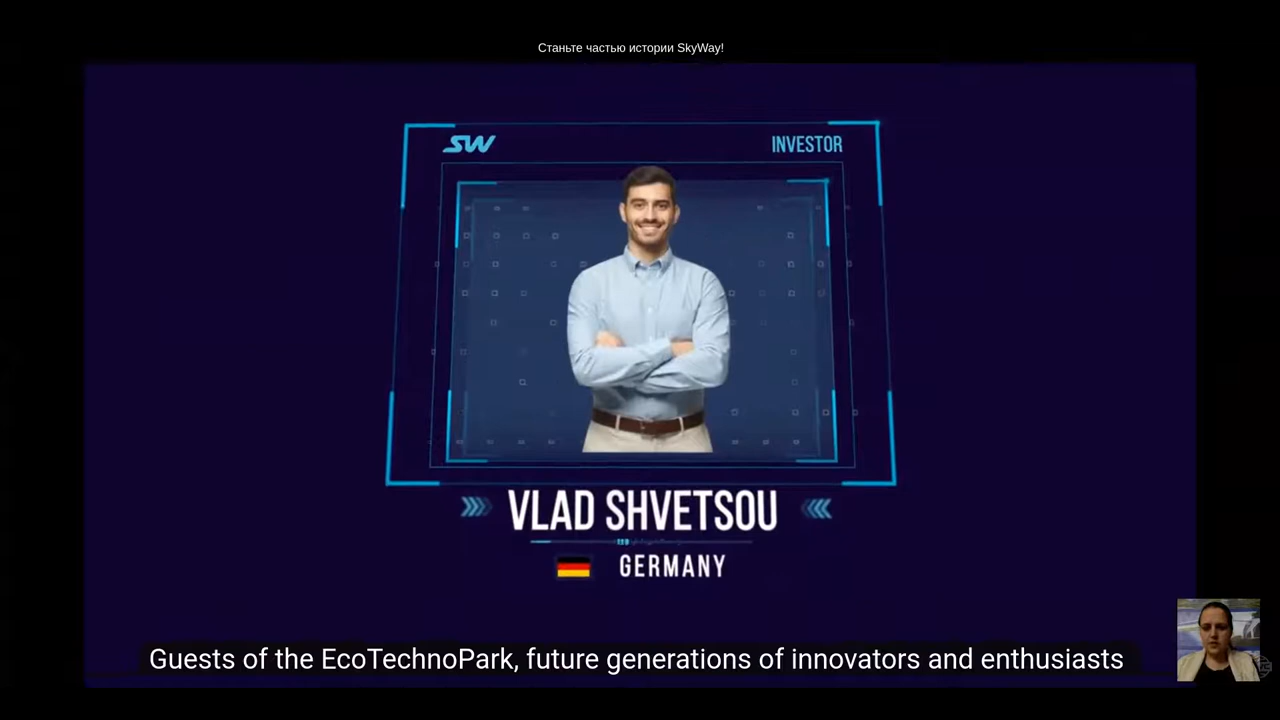 Станьте частью истории SkyWay!
SW
INVESTOR
VLAD SHVETSOU
GERMANY
Guests of the EcoTechnoPark, future generations of innovators and enthusiasts